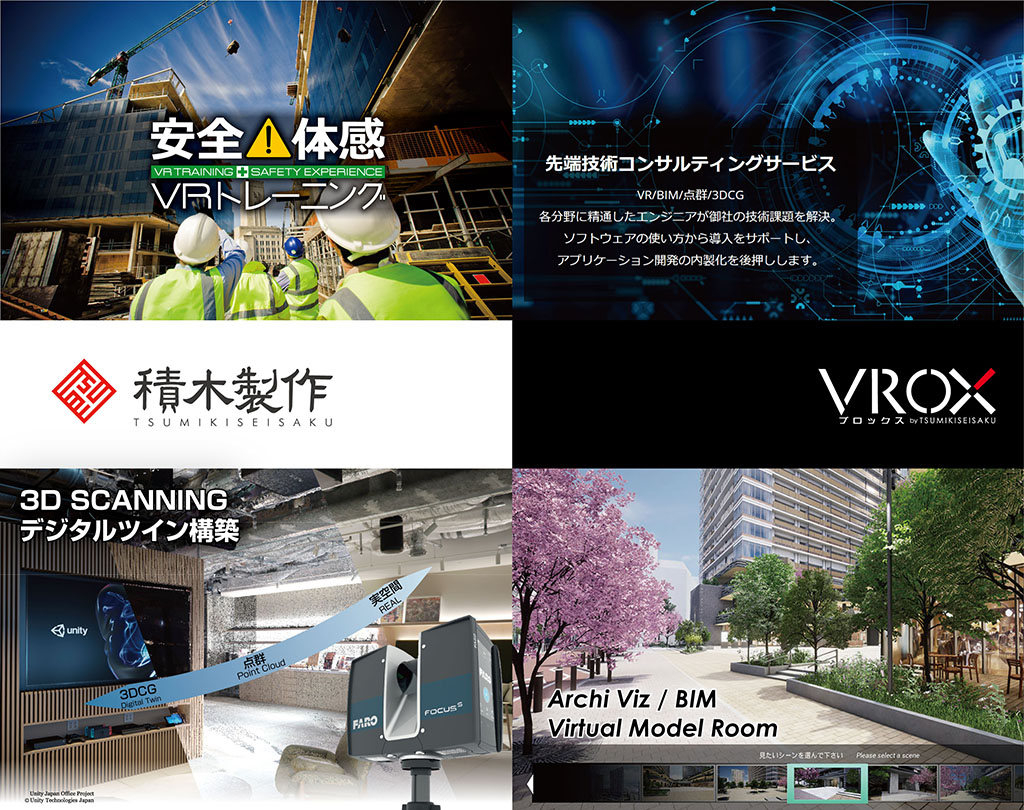 安全⚠体感
VR TRAINING + SAFETY EXPERIENCE
VRトレーニング
先端技術コンサルティングサービス
VR/BIM/点群/3DCG
各分野に精通したエンジニアが御社の技術課題を解決。
ソフトウェアの使い方から導入をサポートし、
アプリケーション開発の内製化を後押しします。
TSUMIKI
積木製作
TSUMIKISEISAKU
VROX
ブロックス by TSUMIKISEISAKU
3D SCANNING
デジタルツイン構築
unity
実空間
REAL
点群
Point Cloud
3DCG
Digital Twin
FARO
FARO
FOCUS S
Unity Japan Office Project
© Unity Technologies Japan
Archi Viz / BIM
Virtual Model Room
見たいシーンを選んで下さい Please select a scene